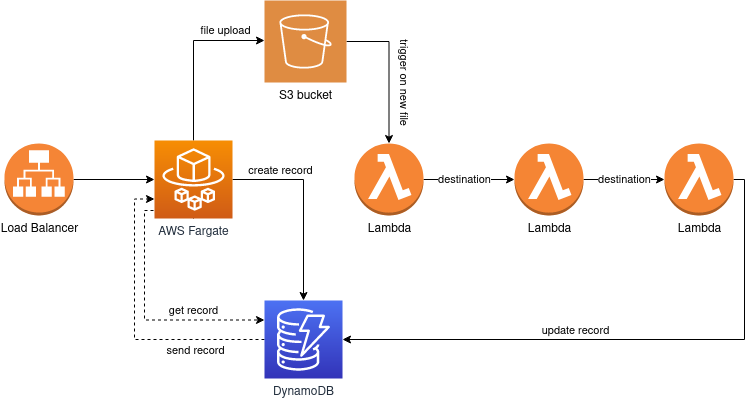 file upload
S3 bucket
trigger on new file
create record
destination
destination
Load Balancer
AWS Fargate
Lambda
Lambda
Lambda
get record
send record
update record
DynamoDB